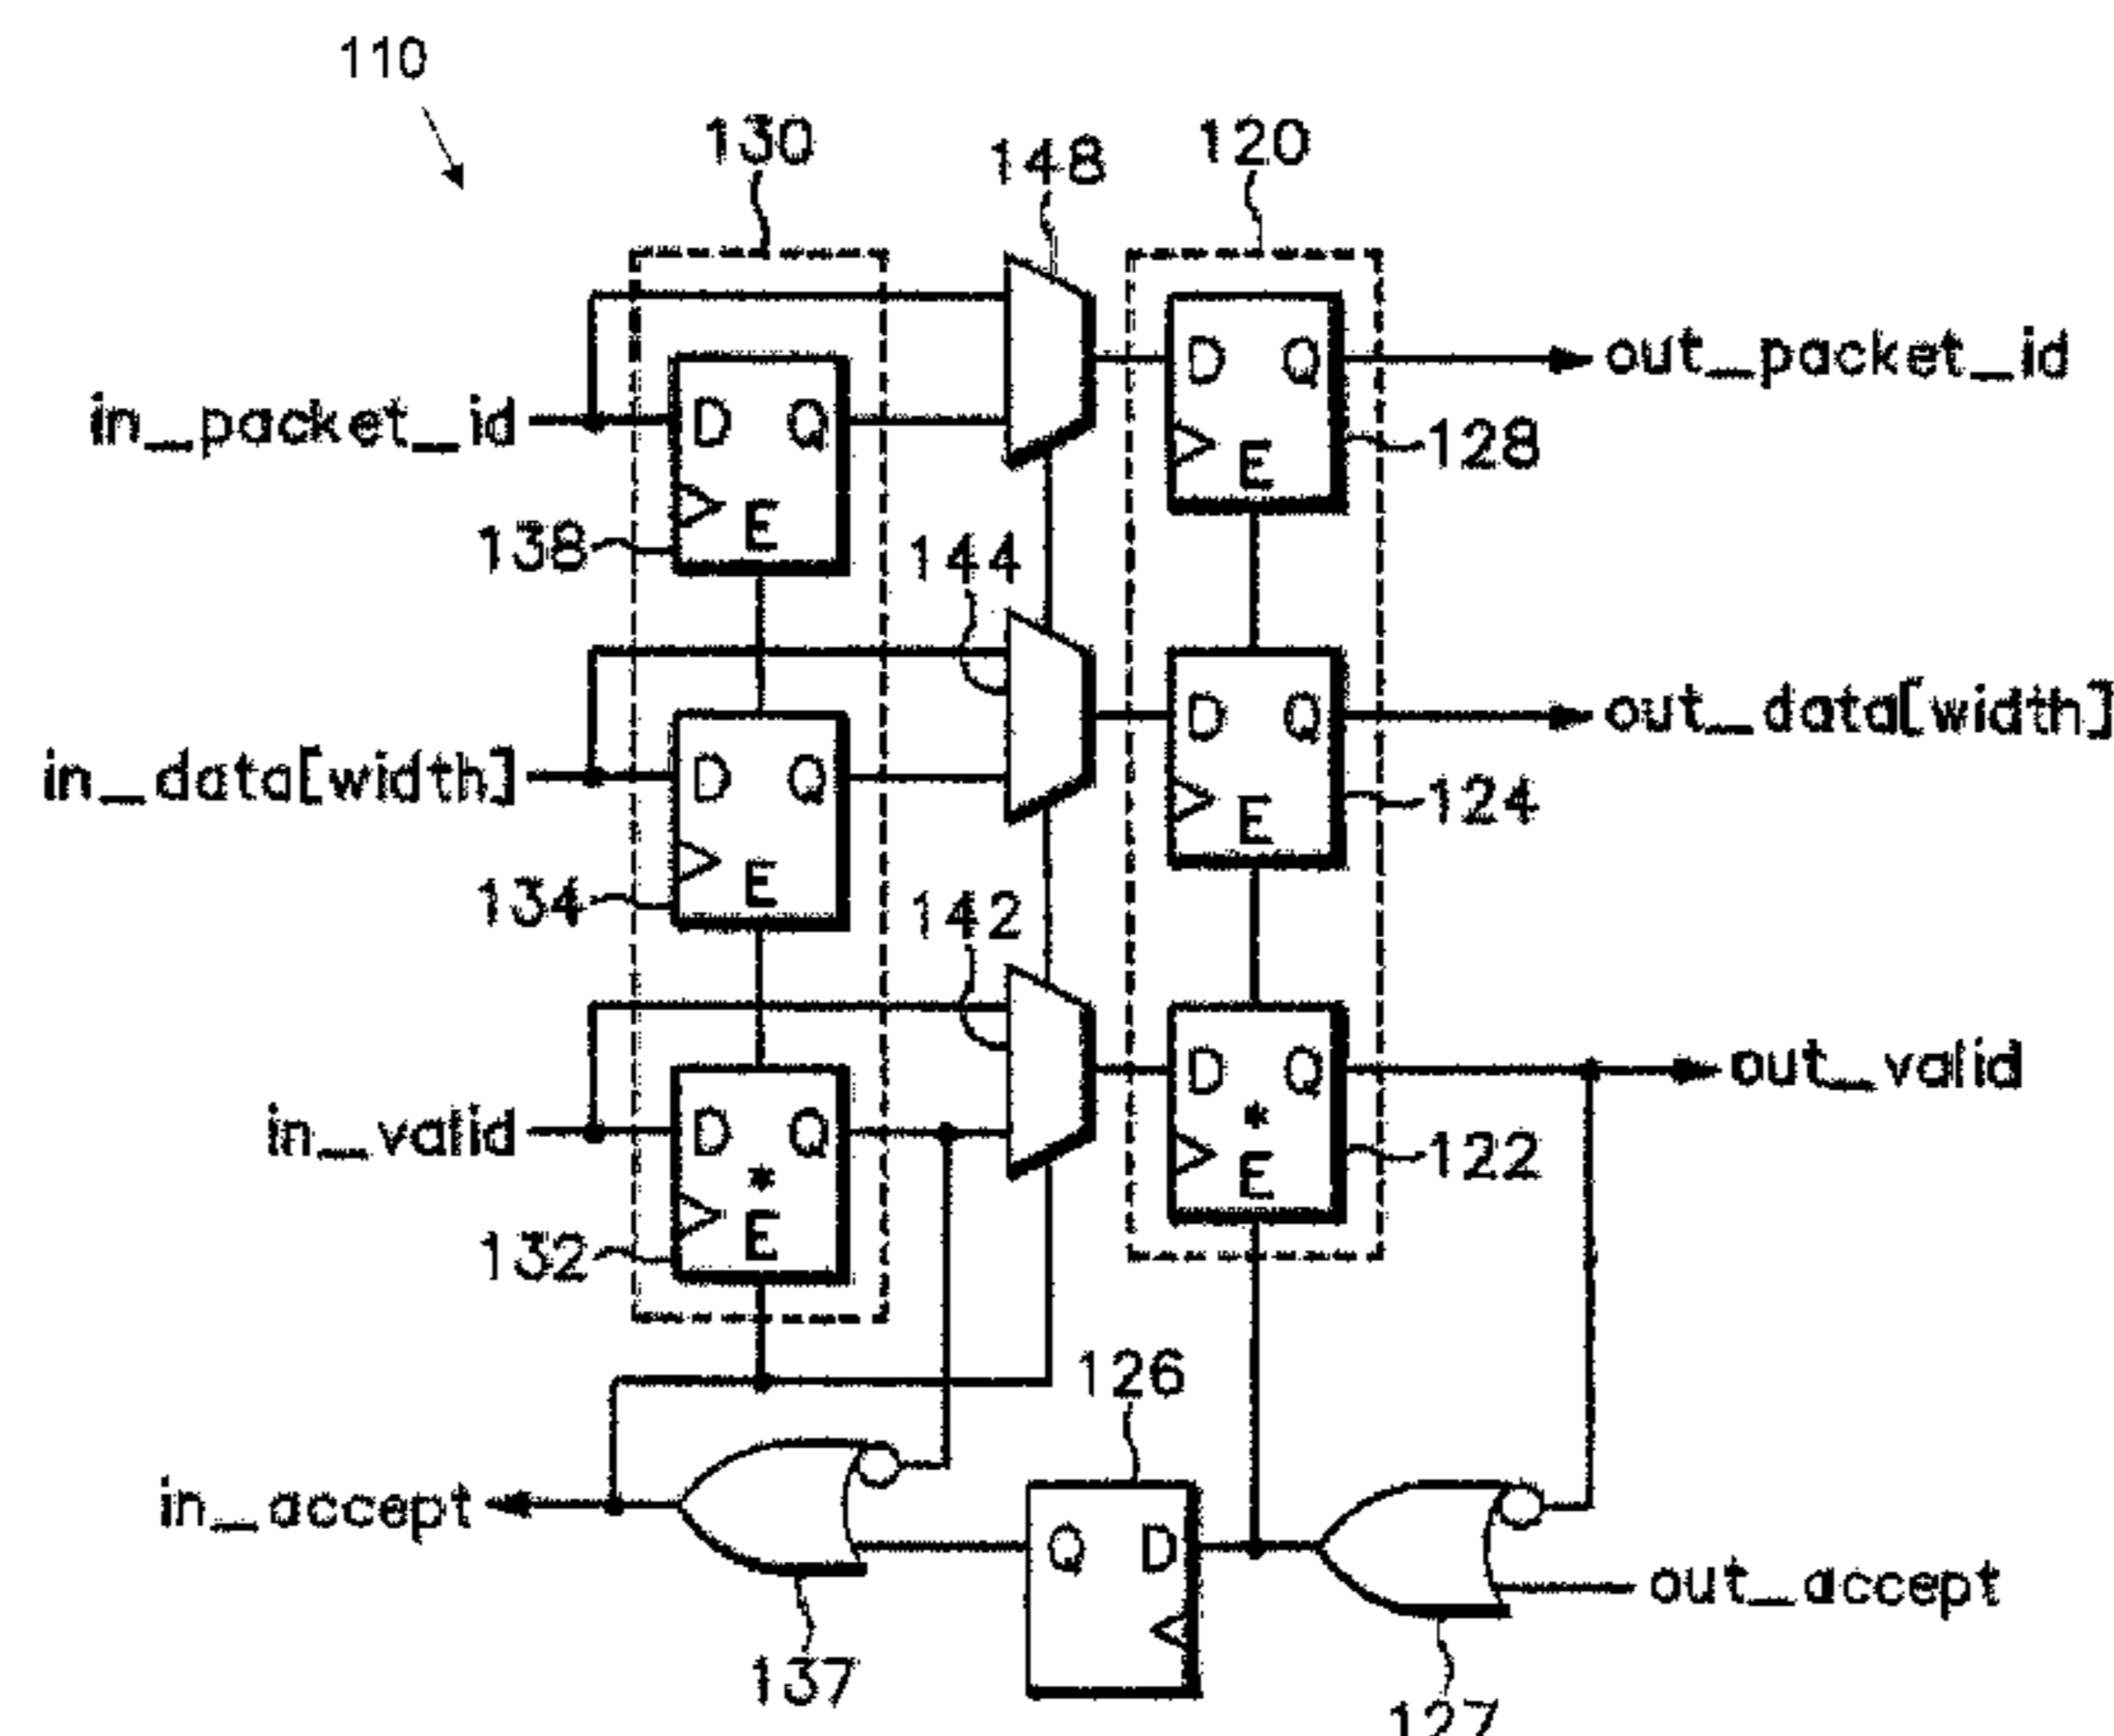 110
130
148
120
in_packet_id
D Q
E
138
D Q
E
128
out_packet_id
144
in_data[width]
D Q
E
134
D Q
E
124
out_data[width]
142
in_valid
D Q
*
E
132
D Q
*
E
122
out_valid
126
in_accept
137
Q D
out_accept
127